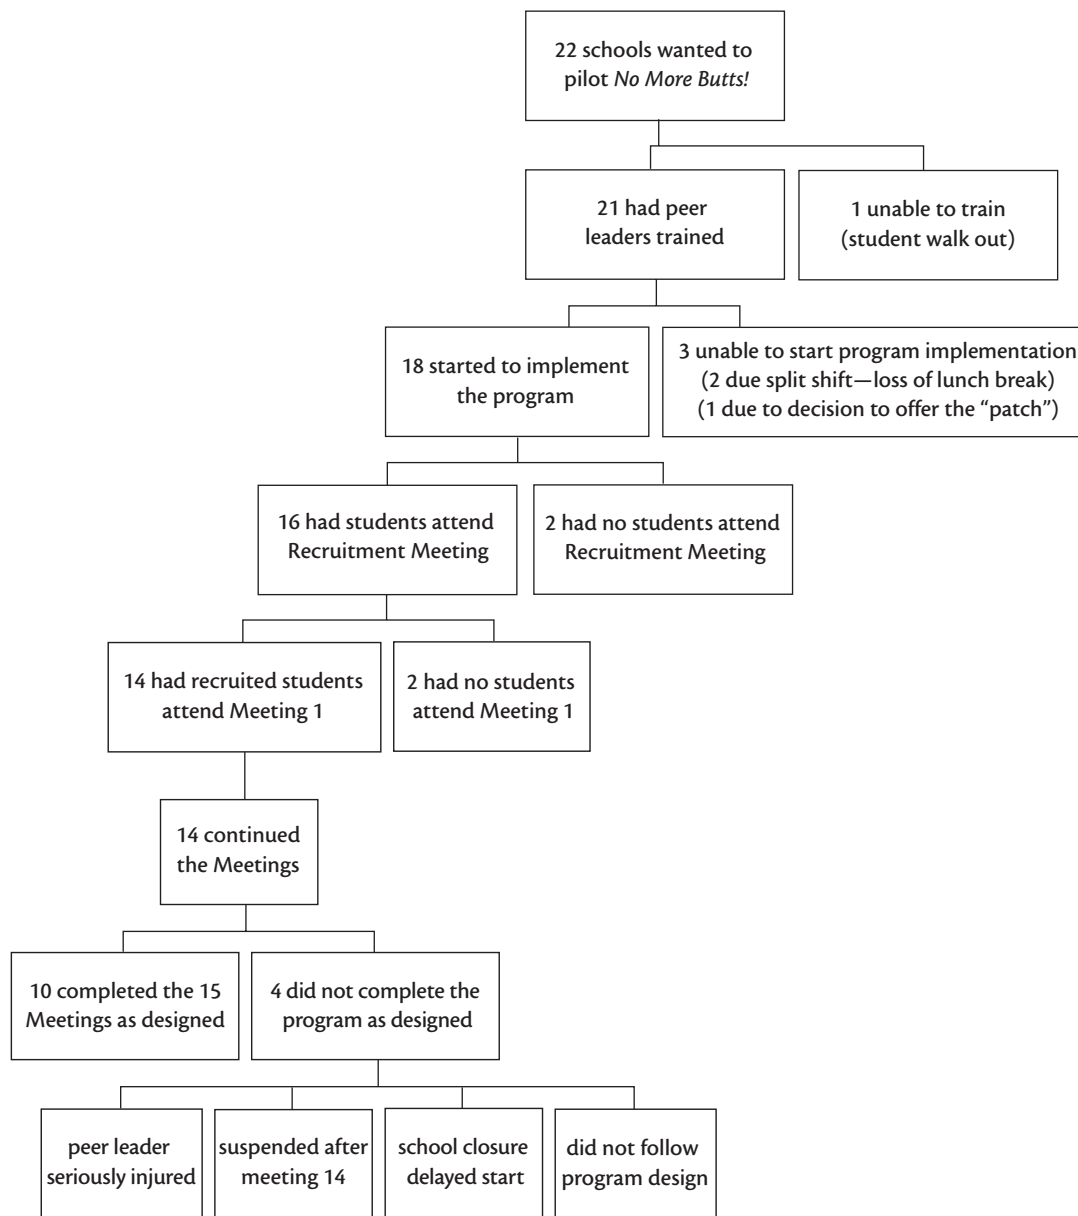 22 schools wanted to
pilot No More Butts!
21 had peer
leaders trained
1 unable to train
(student walk out)
18 started to implement
the program
3 unable to start program implementation
(2 due split shift—loss of lunch break)
(1 due to decision to offer the “patch”)
16 had students attend
Recruitment Meeting
2 had no students attend
Recruitment Meeting
14 had recruited students
attend Meeting 1
2 had no students
attend Meeting 1
14 continued
the Meetings
10 completed the 15
Meetings as designed
4 did not complete the
program as designed
peer leader
seriously injured
suspended after
meeting 14
school closure
delayed start
did not follow
program design